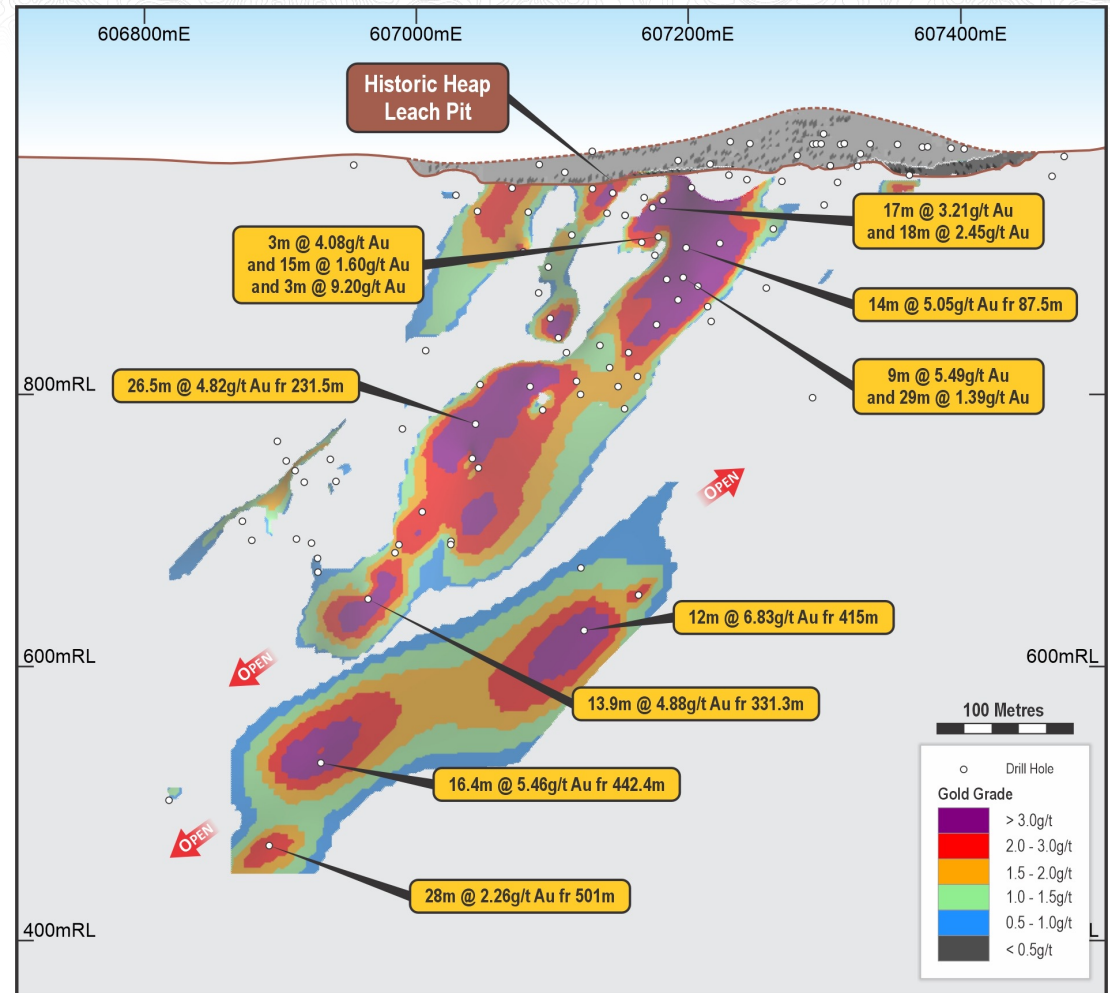 606800mE
607000mE
607200mE
607400mE
Historic Heap
Leach Pit
17m @ 3.21g/t Au
and 18m @ 2.45g/t Au
3m @ 4.08g/t Au
and 15m @ 1.60g/t Au
and 3m @ 9.20g/t Au
14m @ 5.05g/t Au fr 87.5m
9m @ 5.49g/t Au
and 29m @ 1.39g/t Au
800mRL
26.5m @ 4.82g/t Au fr 231.5m
OPEN
12m @ 6.83g/t Au fr 415m
600mRL
600mRL
OPEN
13.9m @ 4.88g/t Au fr 331.3m
100 Metres
16.4m @ 5.46g/t Au fr 442.4m
OPEN
28m @ 2.26g/t Au fr 501m
400mRL
L
Drill Hole
Gold Grade
> 3.0g/t
2.0 - 3.0g/t
1.5 - 2.0g/t
1.0 - 1.5g/t
0.5 - 1.0g/t
< 0.5g/t